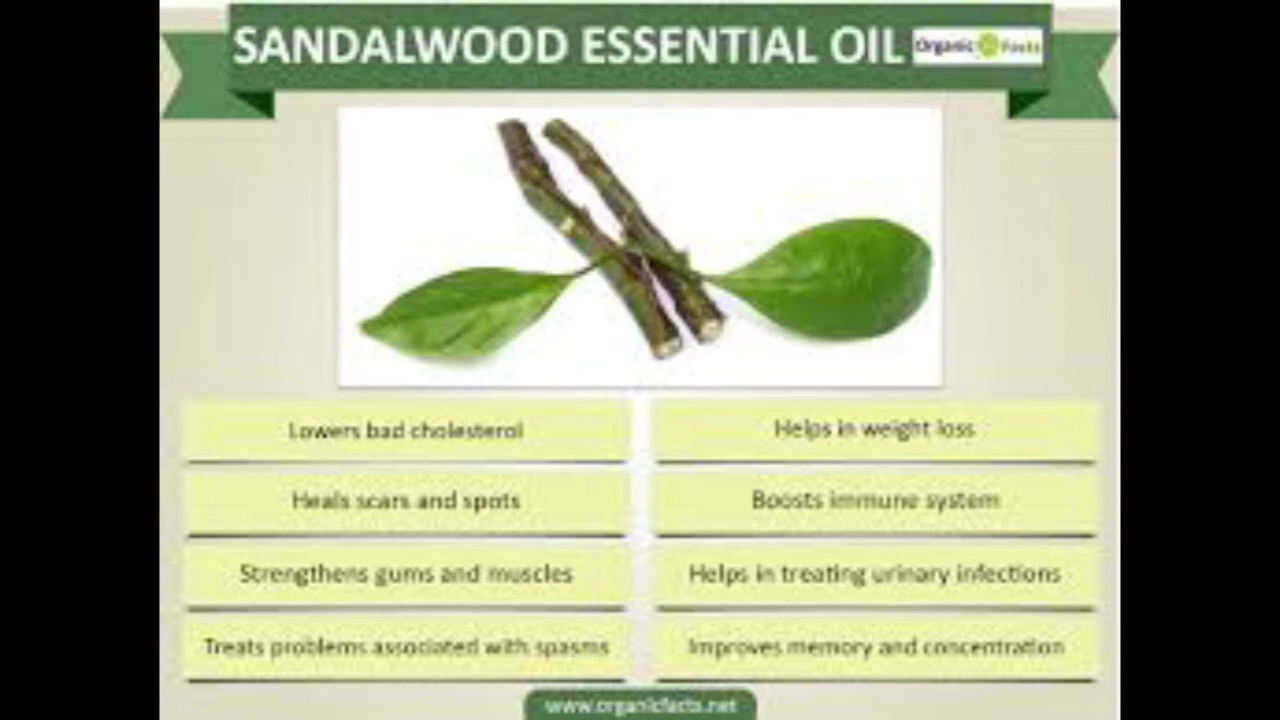 SANDALWOOD ESSENTIAL OIL
Organic Facts
Lowers bad cholesterol
Helps in weight loss
Heals scars and spots
Boosts immune system
Strengthens gums and muscles
Helps in treating urinary infections
Treats problems associated with spasms
Improves memory and concentration
www.organicfacts.net